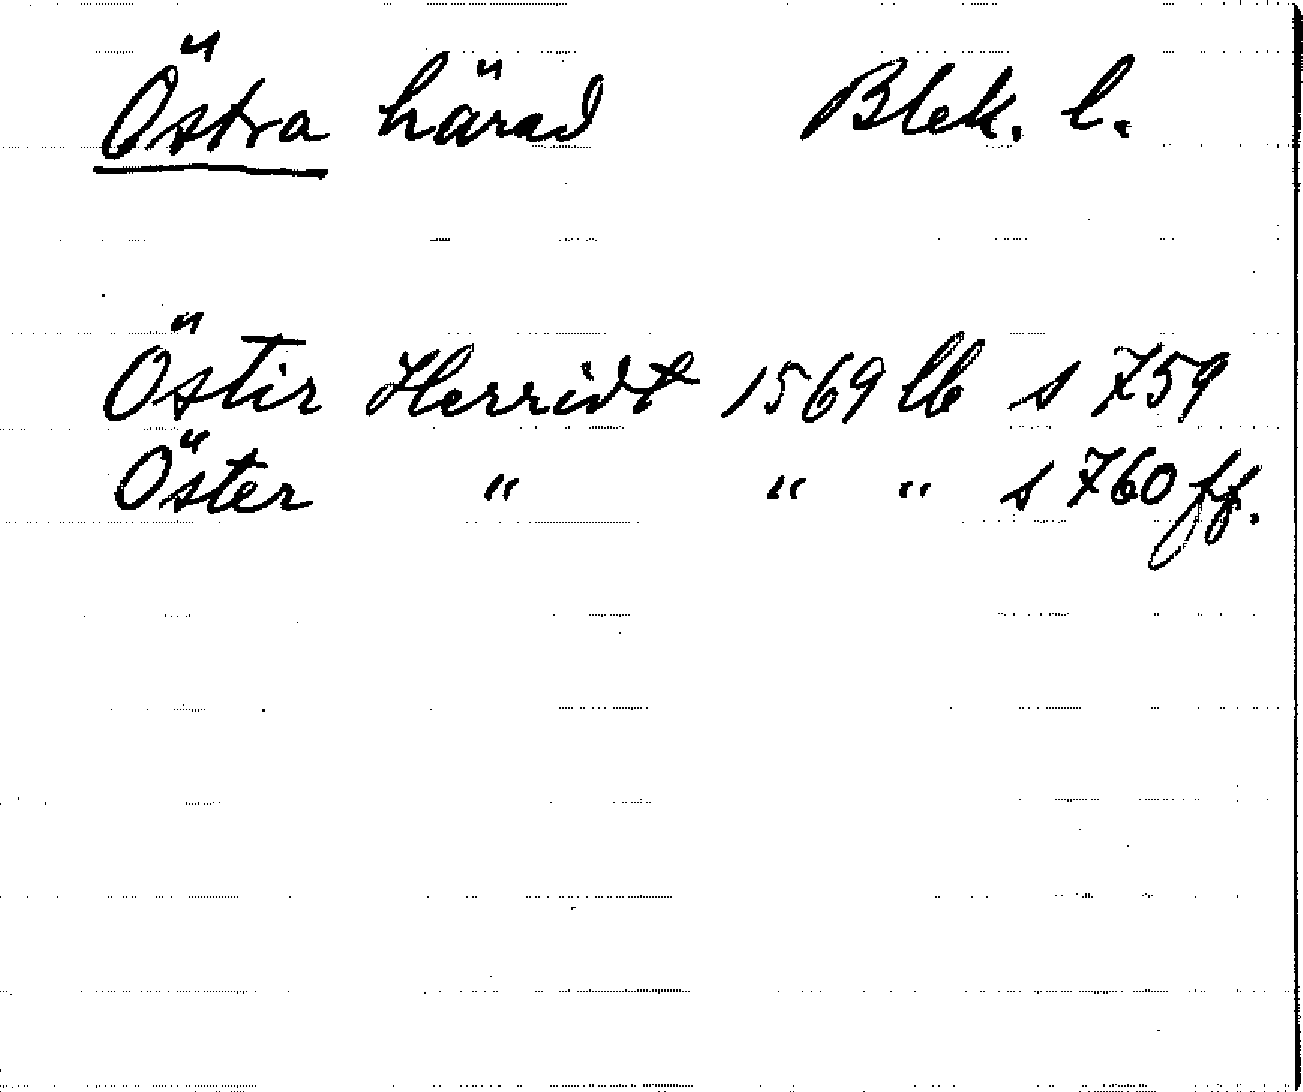 Östra härad Blek. l.
Östir Herridt 1569 lb s 759
Öster " " " s 760 ff.